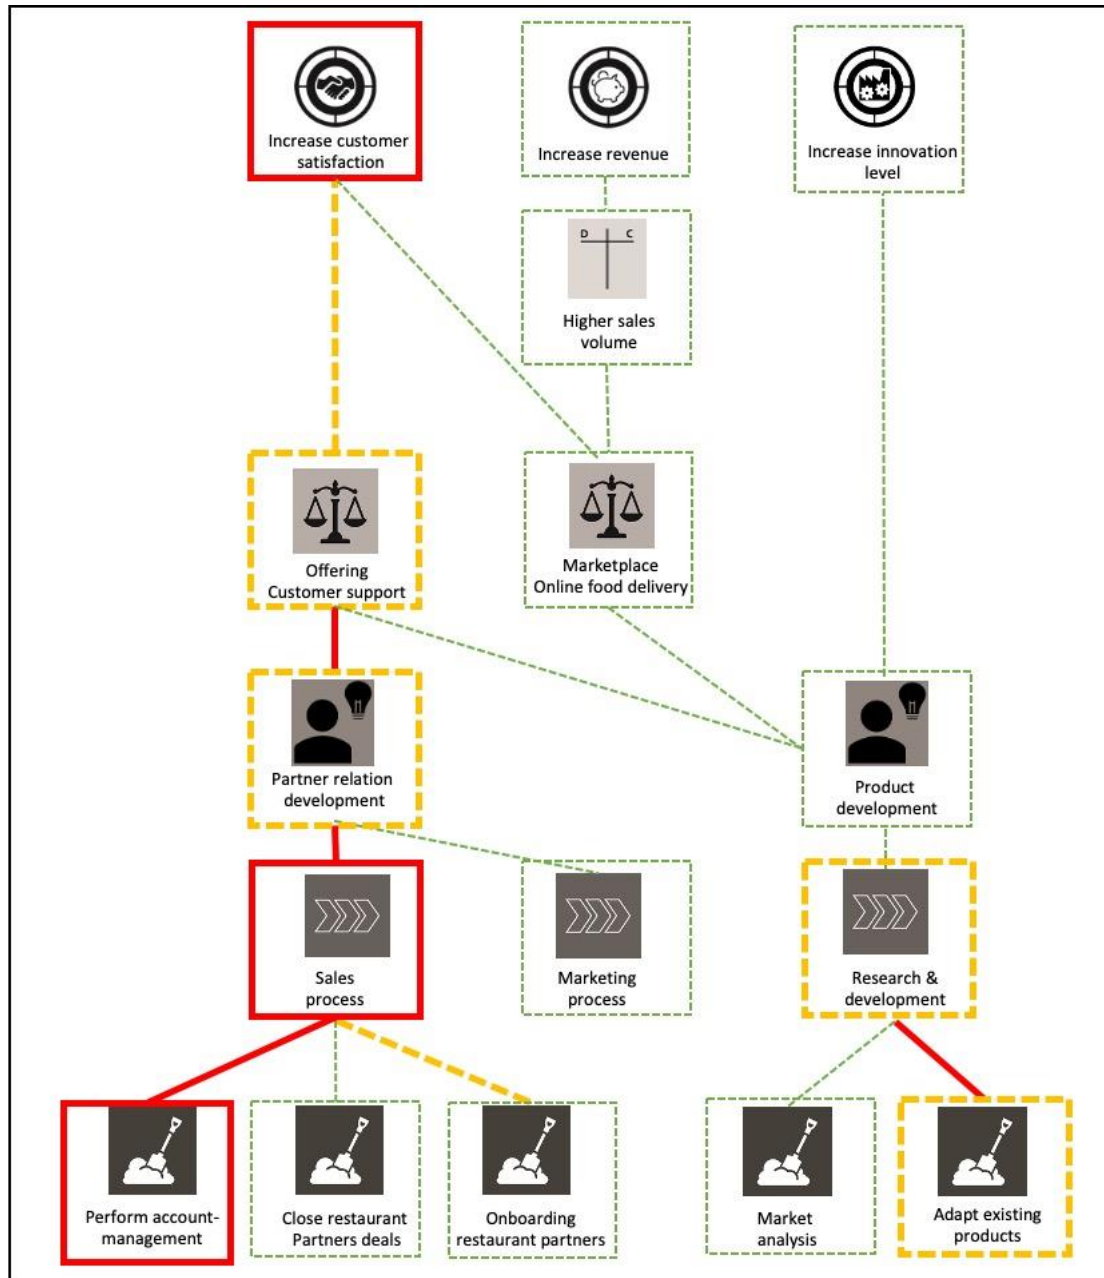 Increase customer
satisfaction
Increase revenue
Increase innovation
level
D C
Higher sales
volume
Offering
Customer support
Marketplace
Online food delivery
Partner relation
development
Product
development
Sales
process
Marketing
process
Research &
development
Perform account-
management
Close restaurant
Partners deals
Onboarding
restaurant partners
Market
analysis
Adapt existing
products